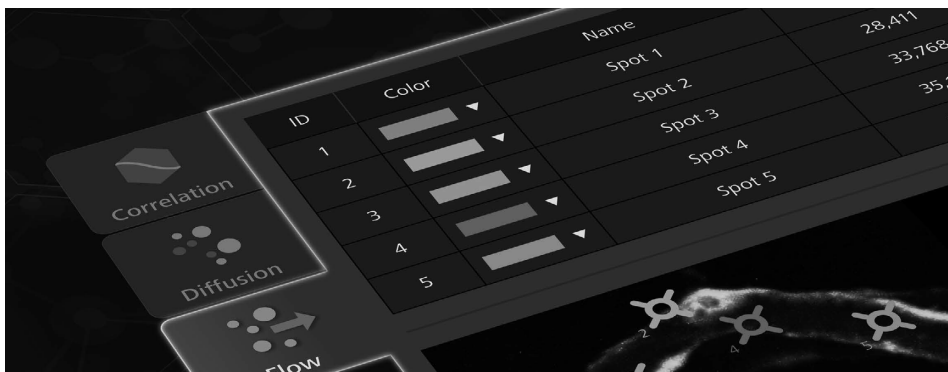 Correlation
Diffusion
Flow
ID Color Name
1 Spot 1 28,411
2 Spot 2 33,768
3 Spot 3
4 Spot 4
5 Spot 5
2
4
5